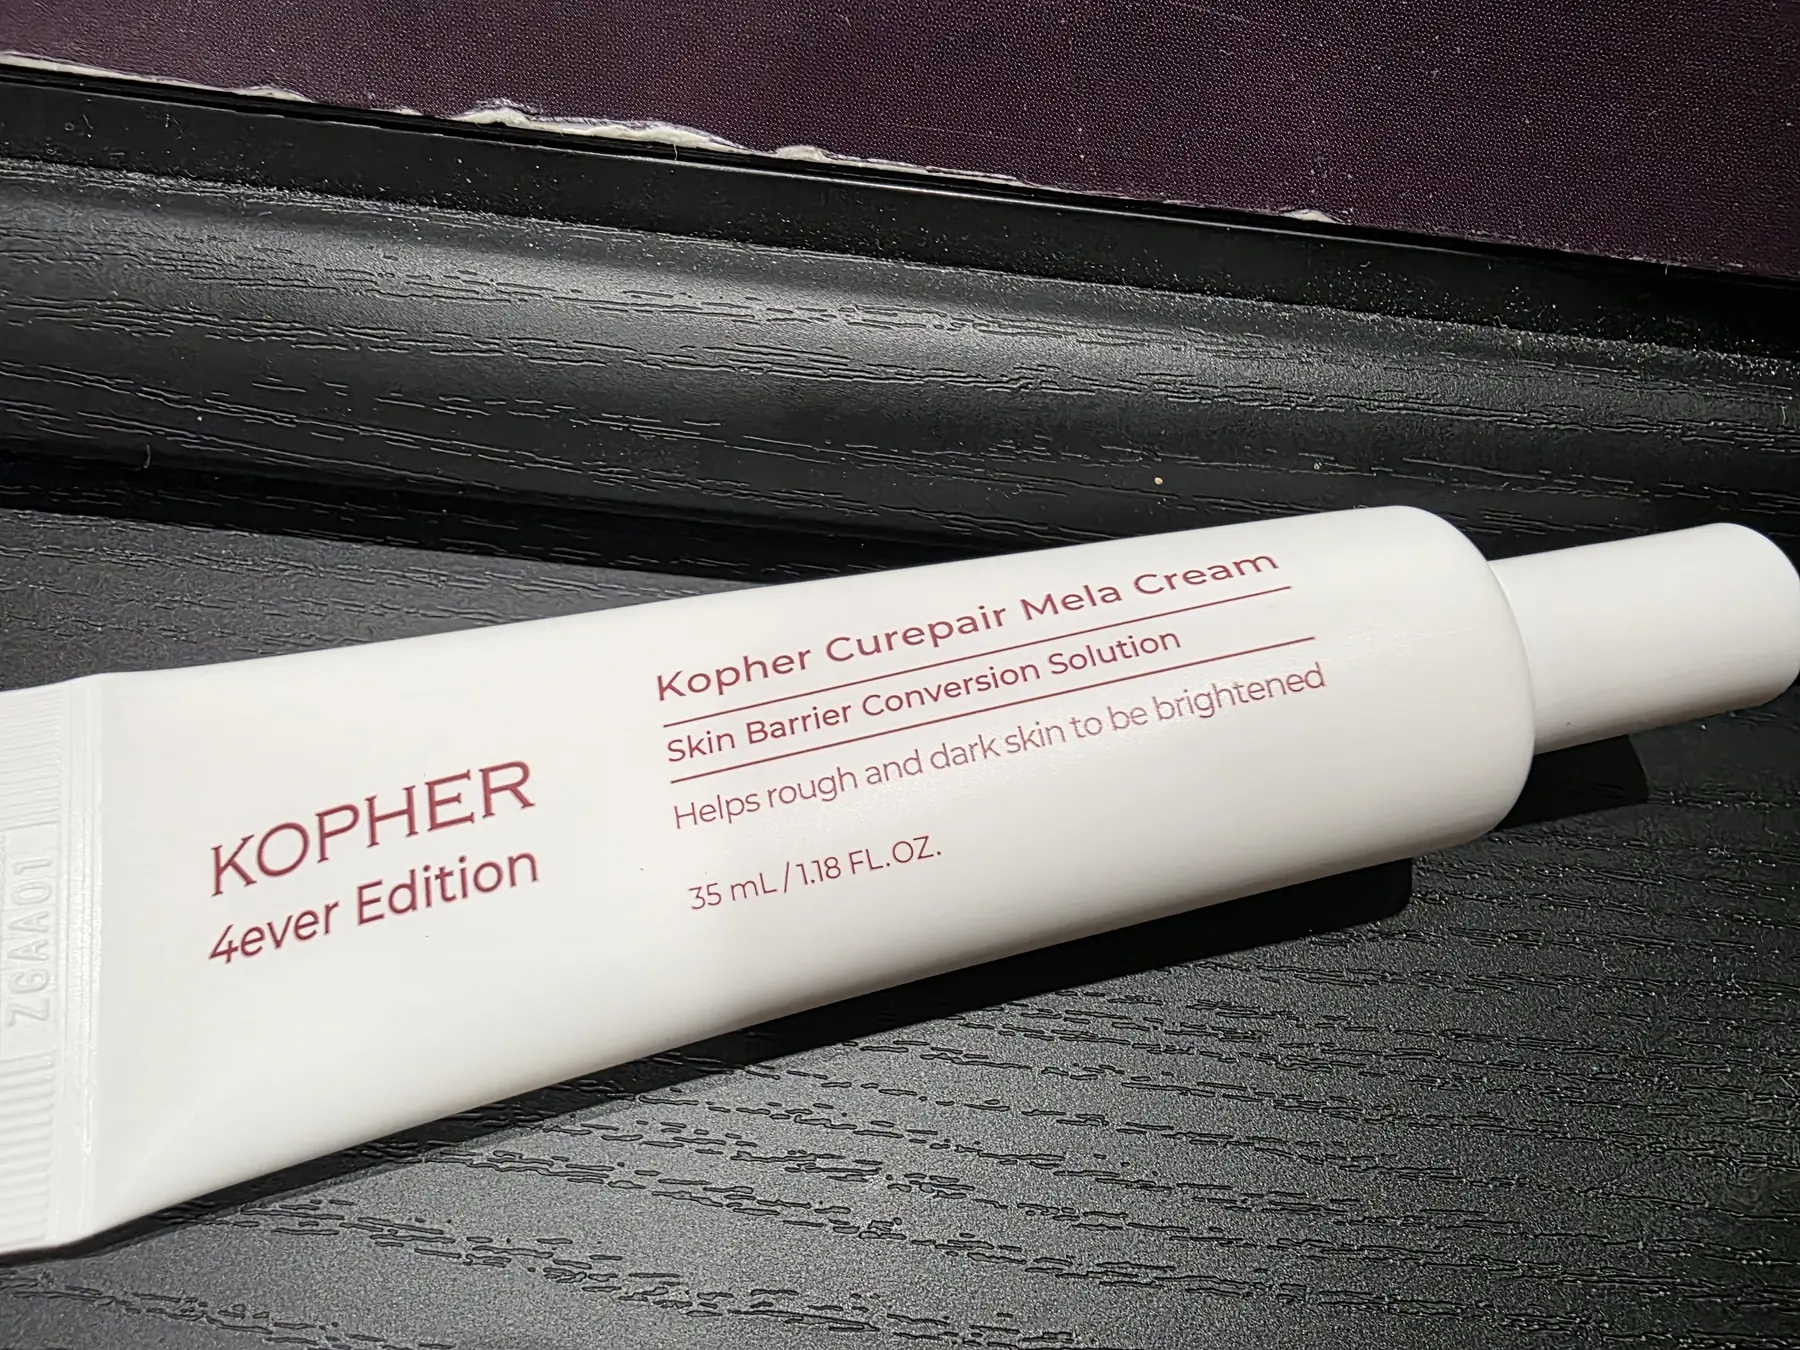 KOPHER
4ever Edition
Kopher Curepair Mela Cream
Skin Barrier Conversion Solution
Helps rough and dark skin to be brightened
35 mL / 1.18 FL.OZ.
Z6AA01